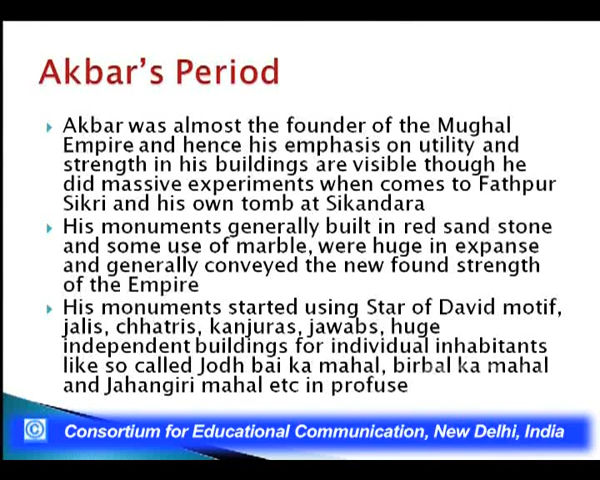 Akbar's Period
Akbar was almost the founder of the Mughal
Empire and hence his emphasis on utility and
strength in his buildings are visible though he
did massive experiments when comes to Fathpur
Sikri and his own tomb at Sikandara
His monuments generally built in red sand stone
and some use of marble, were huge in expanse
and generally conveyed the new found strength
of the Empire
His monuments started using Star of David motif,
jalis, chhatris, kanjuras, jawabs, huge
independent buildings for individual inhabitants
like so called Jodh bai ka mahal, birbal ka mahal
and Jahangiri mahal etc in profuse
© Consortium for Educational Communication, New Delhi, India